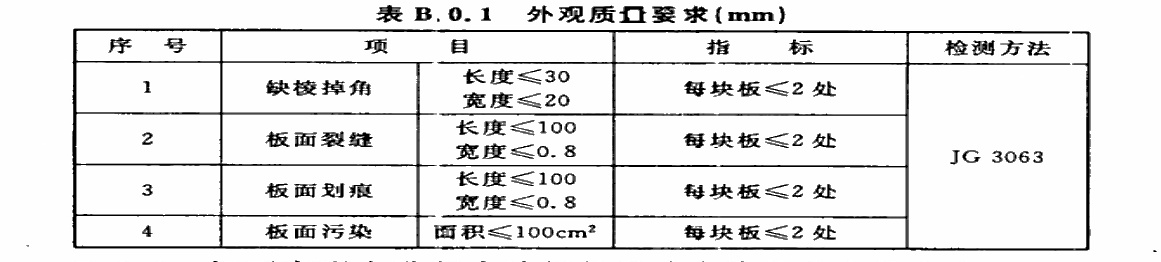 表 B.0.1 外观质量要求(mm)
序 号 项 目 指 标 检测方法
1 缺棱掉角 长度≤30 宽度≤20 每块板≤2 处 JG 3063
2 板面裂缝 长度≤100 宽度≤0.8 每块板≤2 处
3 板面划痕 长度≤100 宽度≤0.8 每块板≤2 处
4 板面污染 面积≤100cm² 每块板≤2 处